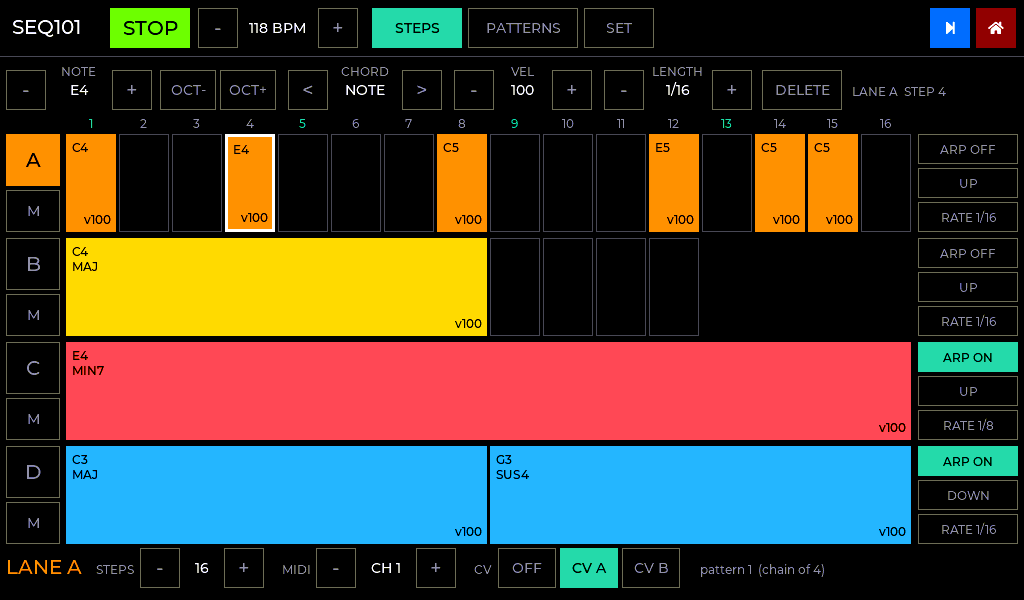 SEQ101 STOP - 118 BPM + STEPS PATTERNS SET
NOTE CHORD VEL LENGTH
- E4 + OCT- OCT+ < NOTE > - 100 + - 1/16 + DELETE LANE A STEP 4
1 2 3 4 5 6 7 8 9 10 11 12 13 14 15 16
A C4 E4 C5 E5 C5 C5 ARP OFF
UP
M v100 v100 v100 v100 v100 v100 RATE 1/16
B C4 ARP OFF
MAJ
UP
M v100 RATE 1/16
C E4 ARP ON
MIN7
UP
M v100 RATE 1/8
D C3 G3 ARP ON
MAJ SUS4
DOWN
M v100 v100 RATE 1/16
LANE A STEPS - 16 + MIDI - CH 1 + CV OFF CV A CV B pattern 1 (chain of 4)